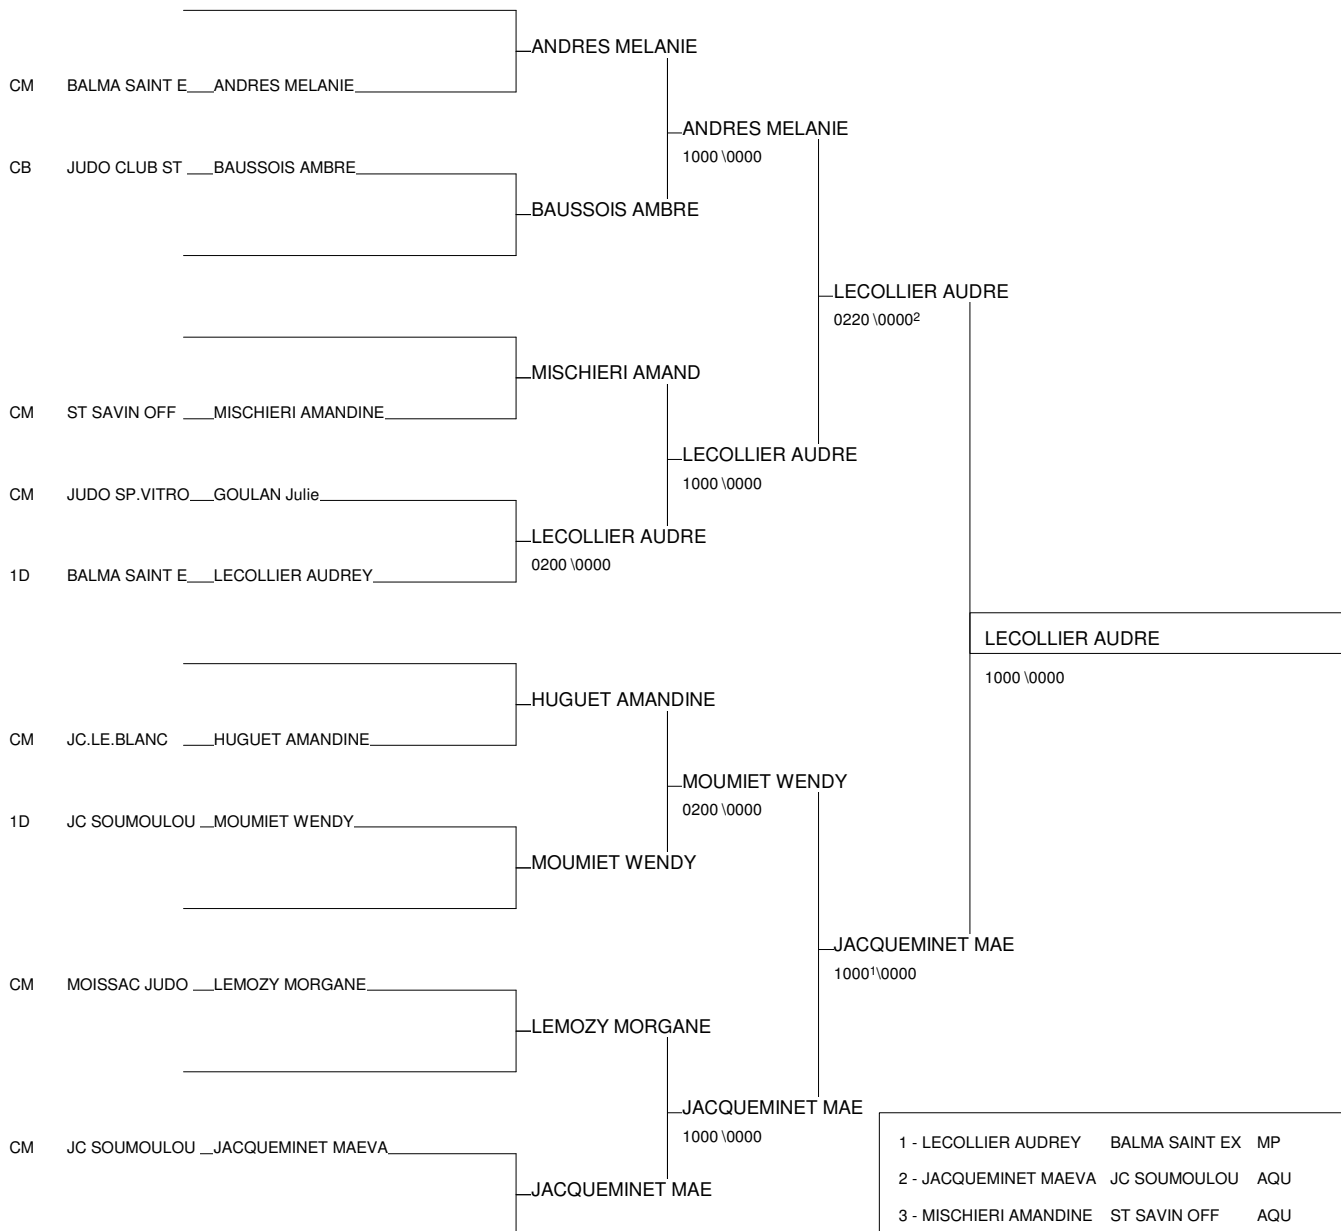 ANDRES MELANIE
CM BALMA SAINT E ANDRES MELANIE
ANDRES MELANIE
1000 \0000
CB JUDO CLUB ST BAUSSOIS AMBRE
BAUSSOIS AMBRE
LECOLLIER AUDRE
0220 \0000²
MISCHIERI AMAND
CM ST SAVIN OFF MISCHIERI AMANDINE
LECOLLIER AUDRE
1000 \0000
CM JUDO SP.VITRO GOULAN Julie
LECOLLIER AUDRE
0200 \0000
1D BALMA SAINT E LECOLLIER AUDREY
LECOLLIER AUDRE
1000 \0000
HUGUET AMANDINE
CM JC.LE.BLANC HUGUET AMANDINE
MOUMIET WENDY
0200 \0000
1D JC SOUMOULOU MOUMIET WENDY
MOUMIET WENDY
JACQUEMINET MAE
1000¹\0000
CM MOISSAC JUDO LEMOZY MORGANE
LEMOZY MORGANE
JACQUEMINET MAE
1000 \0000
CM JC SOUMOULOU JACQUEMINET MAEVA
JACQUEMINET MAE
1 - LECOLLIER AUDREY BALMA SAINT EX MP
2 - JACQUEMINET MAEVA JC SOUMOULOU AQU
3 - MISCHIERI AMANDINE ST SAVIN OFF AQU